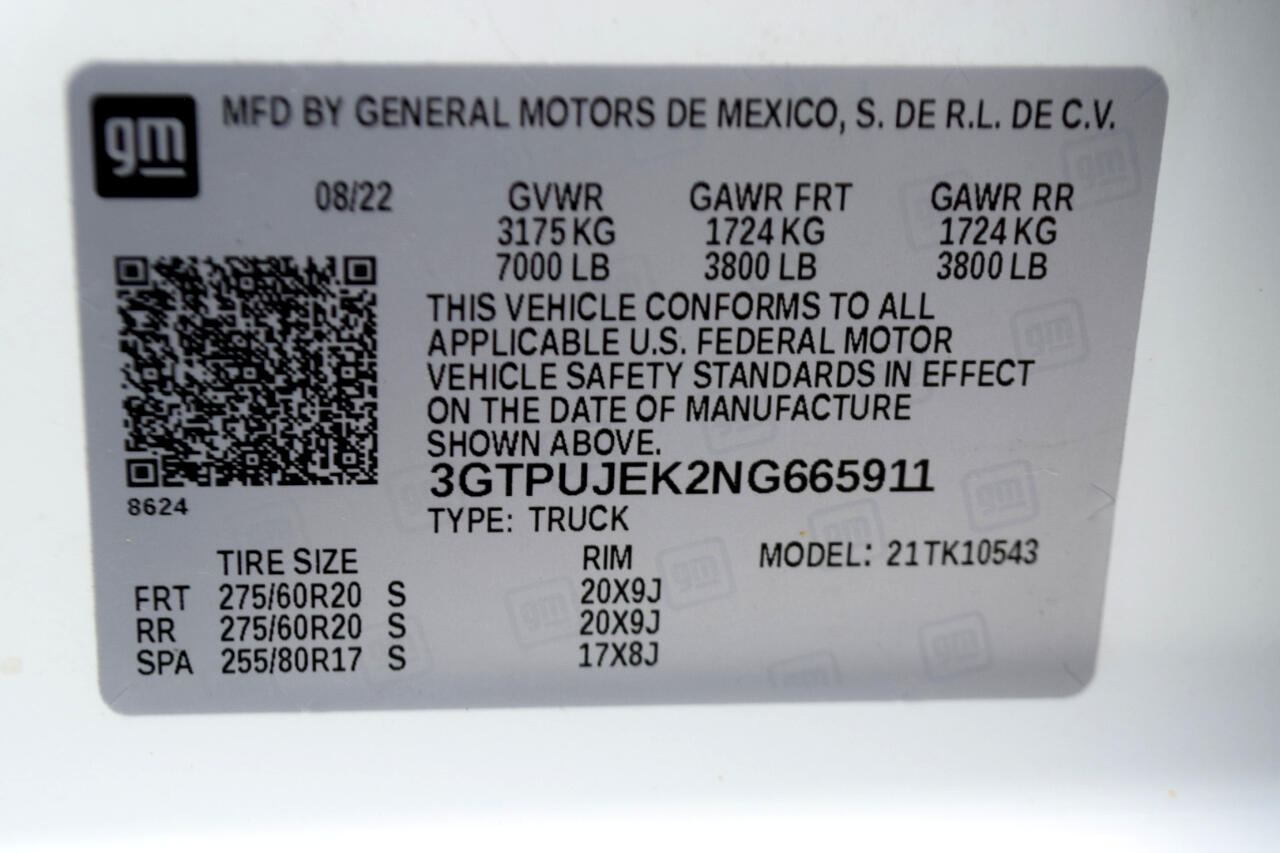 gm
MFD BY GENERAL MOTORS DE MEXICO, S. DE R.L. DE C.V.
08/22 GVWR GAWR FRT GAWR RR
3175 KG 1724 KG 1724 KG
7000 LB 3800 LB 3800 LB
THIS VEHICLE CONFORMS TO ALL
APPLICABLE U.S. FEDERAL MOTOR
VEHICLE SAFETY STANDARDS IN EFFECT
ON THE DATE OF MANUFACTURE
SHOWN ABOVE.
3GTPUJEK2NG665911
8624
TYPE: TRUCK
TIRE SIZE RIM MODEL: 21TK10543
FRT 275/60R20 S 20X9J
RR 275/60R20 S 20X9J
SPA 255/80R17 S 17X8J